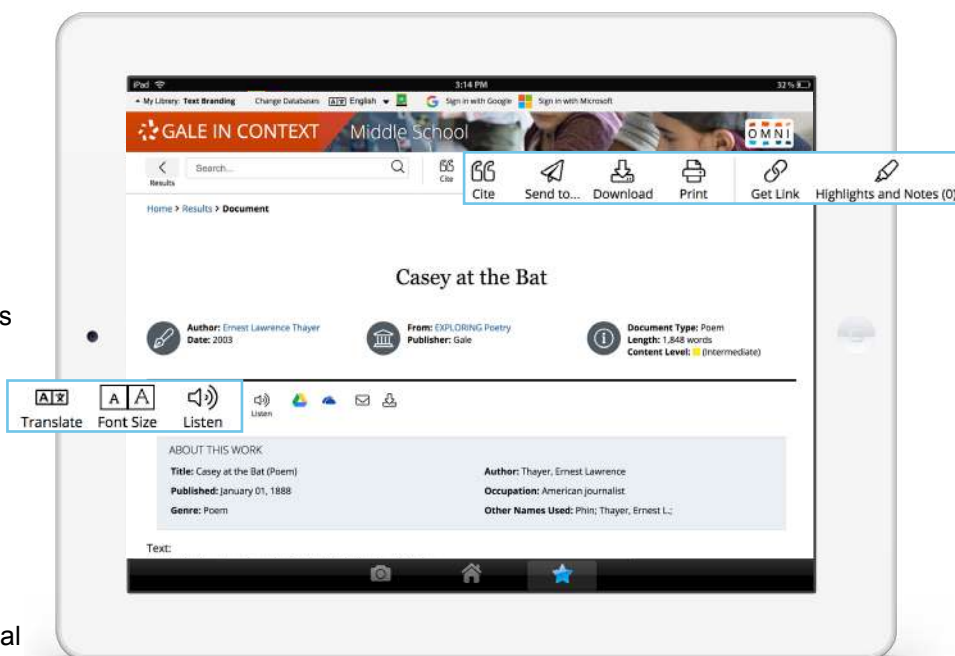 iPad 3:14 PM 32%
My Library: Text Branding Change Databases English Sign in with Google Sign in with Microsoft
GALE IN CONTEXT Middle School
OMNI
Results Search... Cite
Cite Send to... Download Print Get Link Highlights and Notes (0)
Home > Results > Document
Casey at the Bat
s
Author: Ernest Lawrence Thayer From: EXPLORING Poetry Document Type: Poem
Date: 2003 Publisher: Gale Length: 1,848 words
Content Level: (Intermediate)
A A
Translate Font Size Listen Listen
ABOUT THIS WORK
Title: Casey at the Bat (Poem) Author: Thayer, Ernest Lawrence
Published: January 01, 1888 Occupation: American journalist
Genre: Poem Other Names Used: Phin; Thayer, Ernest L.;
Text:
al